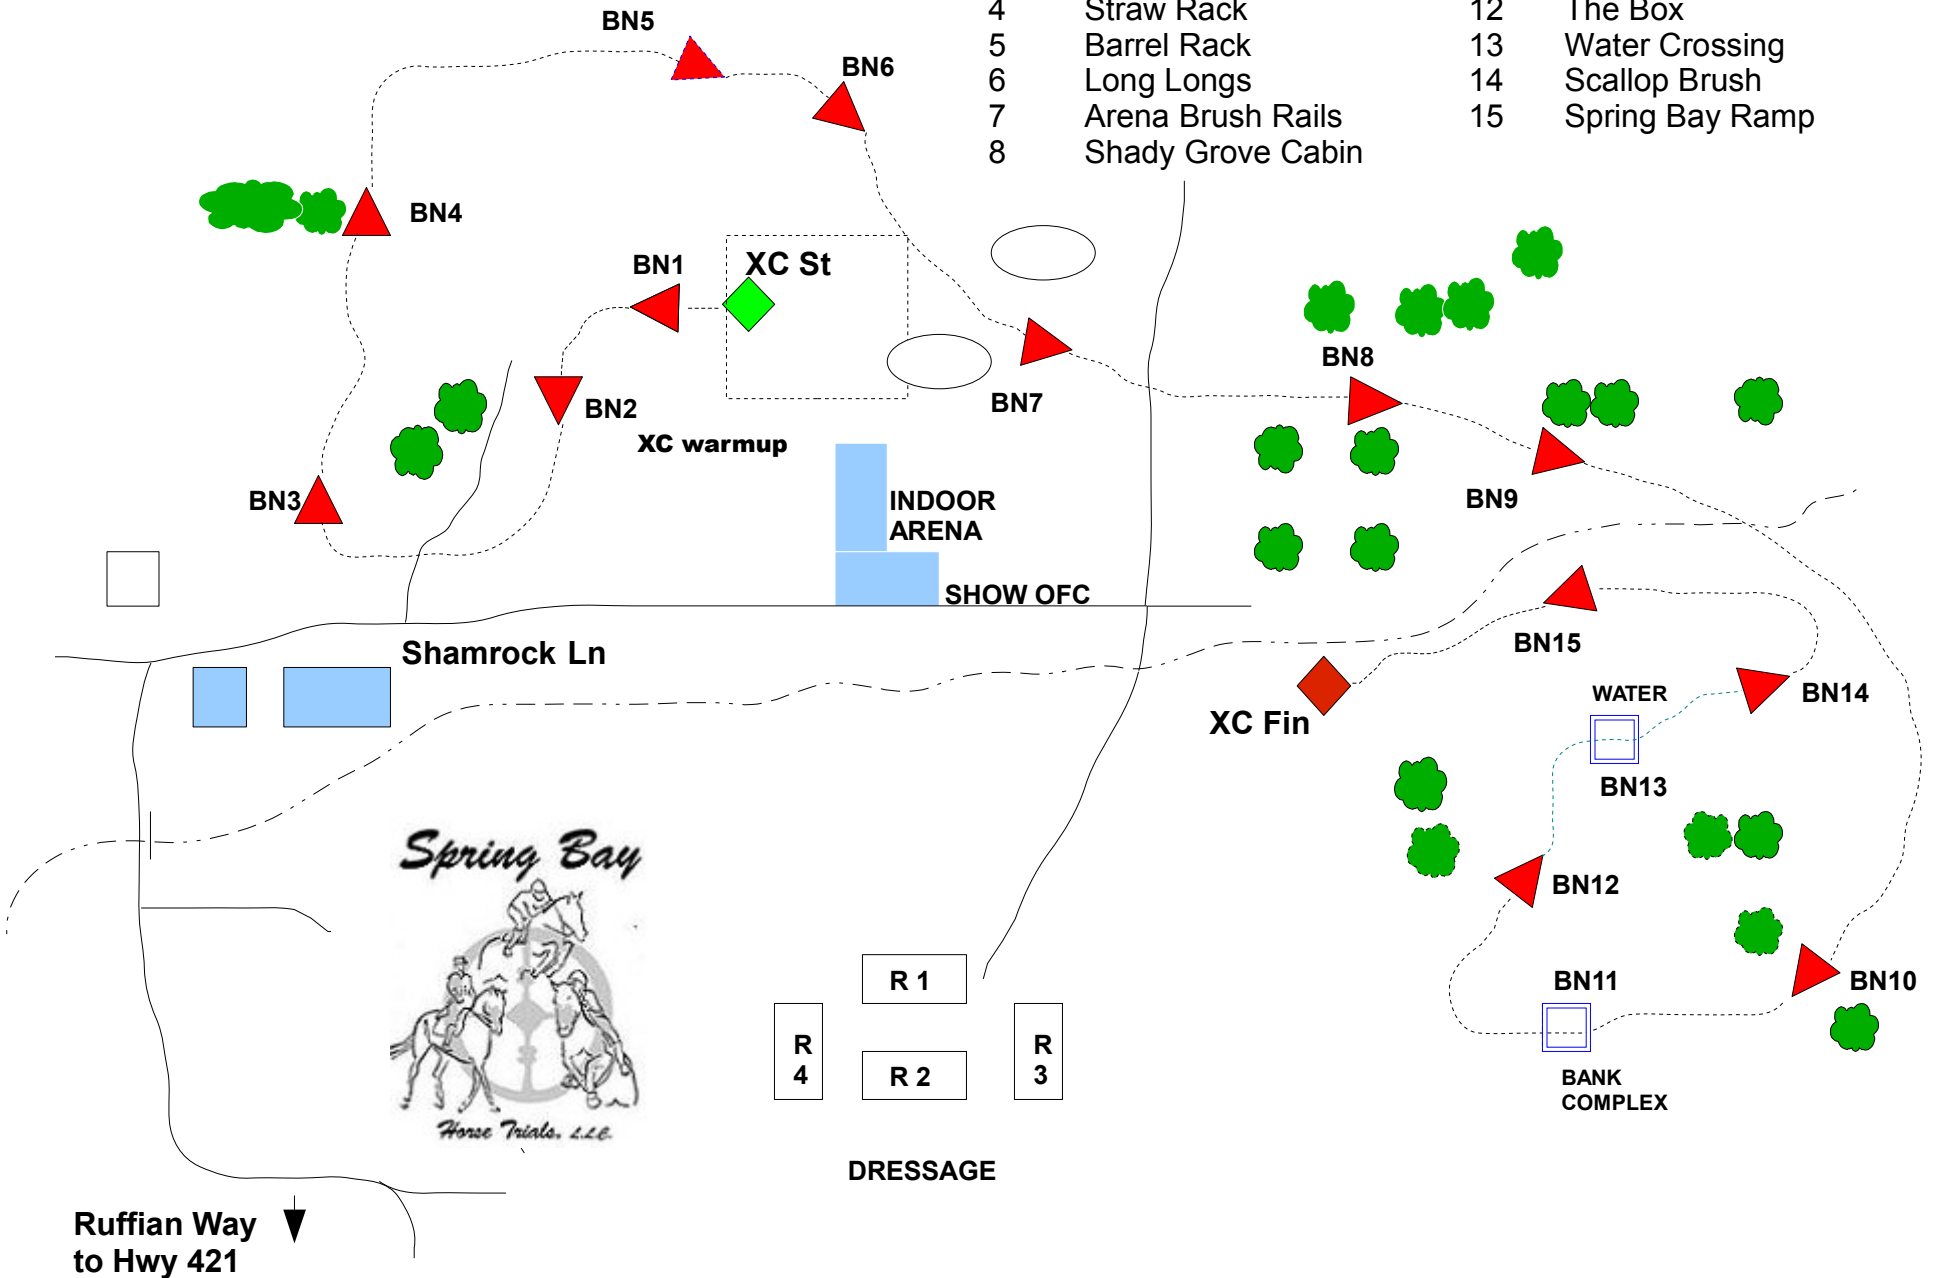 4 Straw Rack
5 Barrel Rack
6 Long Longs
7 Arena Brush Rails
8 Shady Grove Cabin
12 The Box
13 Water Crossing
14 Scallop Brush
15 Spring Bay Ramp
BN5
BN6
BN4
BN1
XC St
BN2
XC warmup
BN7
BN8
BN3
BN9
INDOOR
ARENA
SHOW OFC
Shamrock Ln
BN15
WATER
BN14
XC Fin
BN13
BN12
Spring Bay
Horse Trials, L.L.C.
R 1
R
4
R 2
R
3
DRESSAGE
BN11
BN10
BANK
COMPLEX
Ruffian Way
to Hwy 421